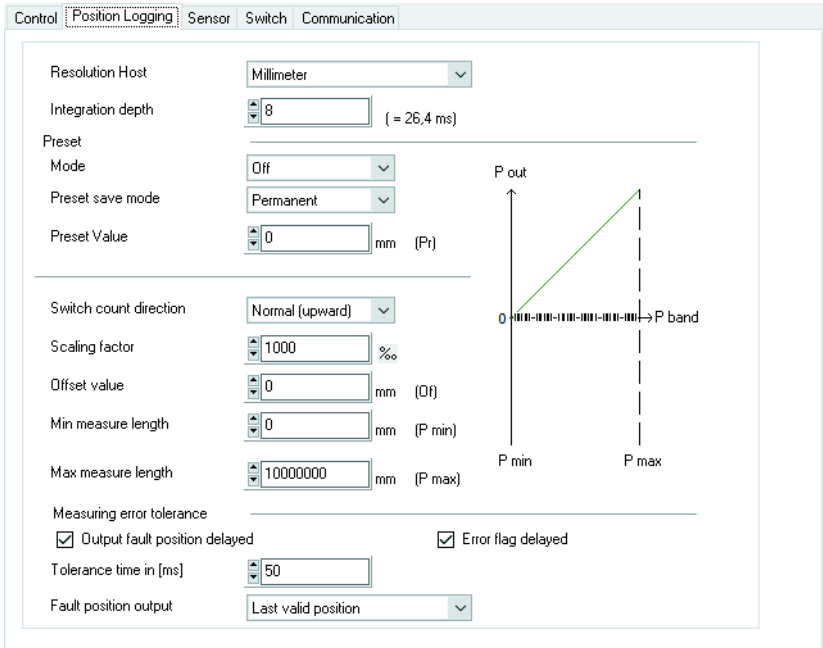 Control Position Logging Sensor Switch Communication
Resolution Host Millimeter
Integration depth 8 ( = 26,4 ms)
Preset
Mode Off
Preset save mode Permanent
Preset Value 0 mm (Pr)
Switch count direction Normal (upward)
Scaling factor 1000 ‰
Offset value 0 mm (Of)
Min measure length 0 mm (P min)
Max measure length 10000000 mm (P max)
P out
0 P band
P min P max
Measuring error tolerance
Output fault position delayed Error flag delayed
Tolerance time in [ms] 50
Fault position output Last valid position